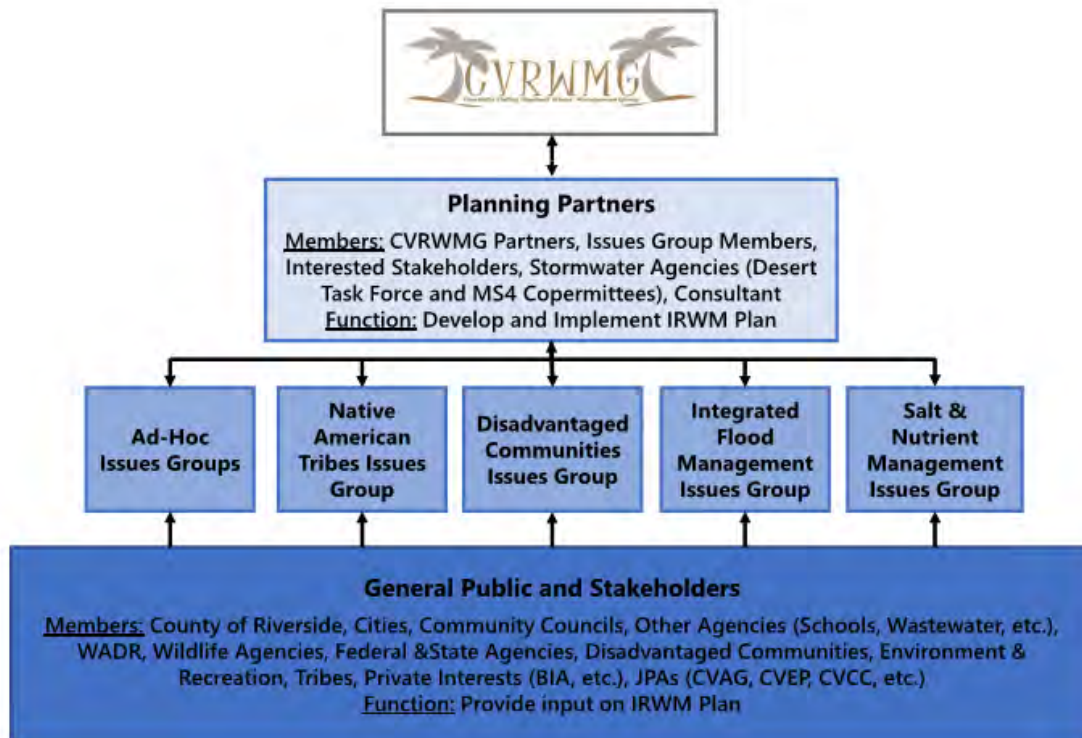 CVRWMG
Planning Partners
Members: CVRWMG Partners, Issues Group Members,
Interested Stakeholders, Stormwater Agencies (Desert
Task Force and MS4 Copermittees), Consultant
Function: Develop and Implement IRWM Plan
Ad-Hoc
Issues Groups
Native
American
Tribes Issues
Group
Disadvantaged
Communities
Issues Group
Integrated
Flood
Management
Issues Group
Salt &
Nutrient
Management
Issues Group
General Public and Stakeholders
Members: County of Riverside, Cities, Community Councils, Other Agencies (Schools, Wastewater, etc.),
WADR, Wildlife Agencies, Federal &State Agencies, Disadvantaged Communities, Environment &
Recreation, Tribes, Private Interests (BIA, etc.), JPAs (CVAG, CVEP, CVCC, etc.)
Function: Provide input on IRWM Plan